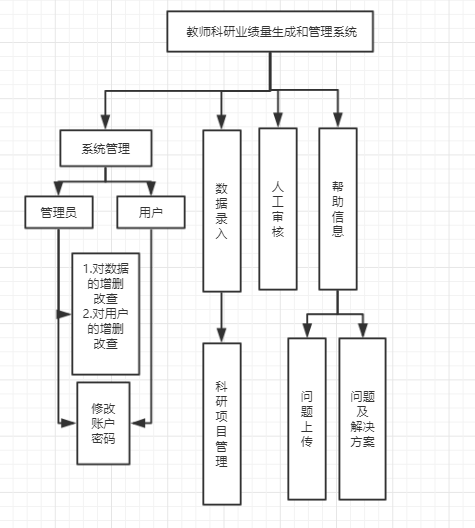 教师科研业绩量生成和管理系统
系统管理
管理员
用户
1.对数据
的增删
改查
2.对用户
的增删
改查
修改
账户
密码
数据录入
科研项目管理
人工审核
帮助信息
问题上传
问题
及
解决
方案